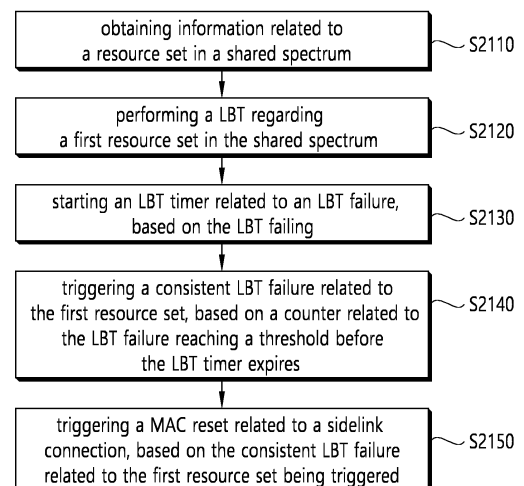 obtaining information related to
a resource set in a shared spectrum
S2110
performing a LBT regarding
a first resource set in the shared spectrum
S2120
starting an LBT timer related to an LBT failure,
based on the LBT failing
S2130
triggering a consistent LBT failure related to
the first resource set, based on a counter related to
the LBT failure reaching a threshold before
the LBT timer expires
S2140
triggering a MAC reset related to a sidelink
connection, based on the consistent LBT failure
related to the first resource set being triggered
S2150